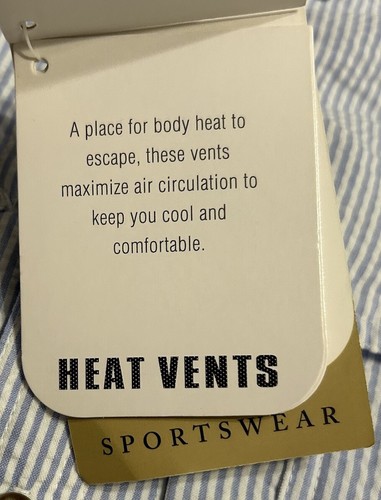 A place for body heat to
escape, these vents
maximize air circulation to
keep you cool and
comfortable.
HEAT VENTS
SPORTSWEAR